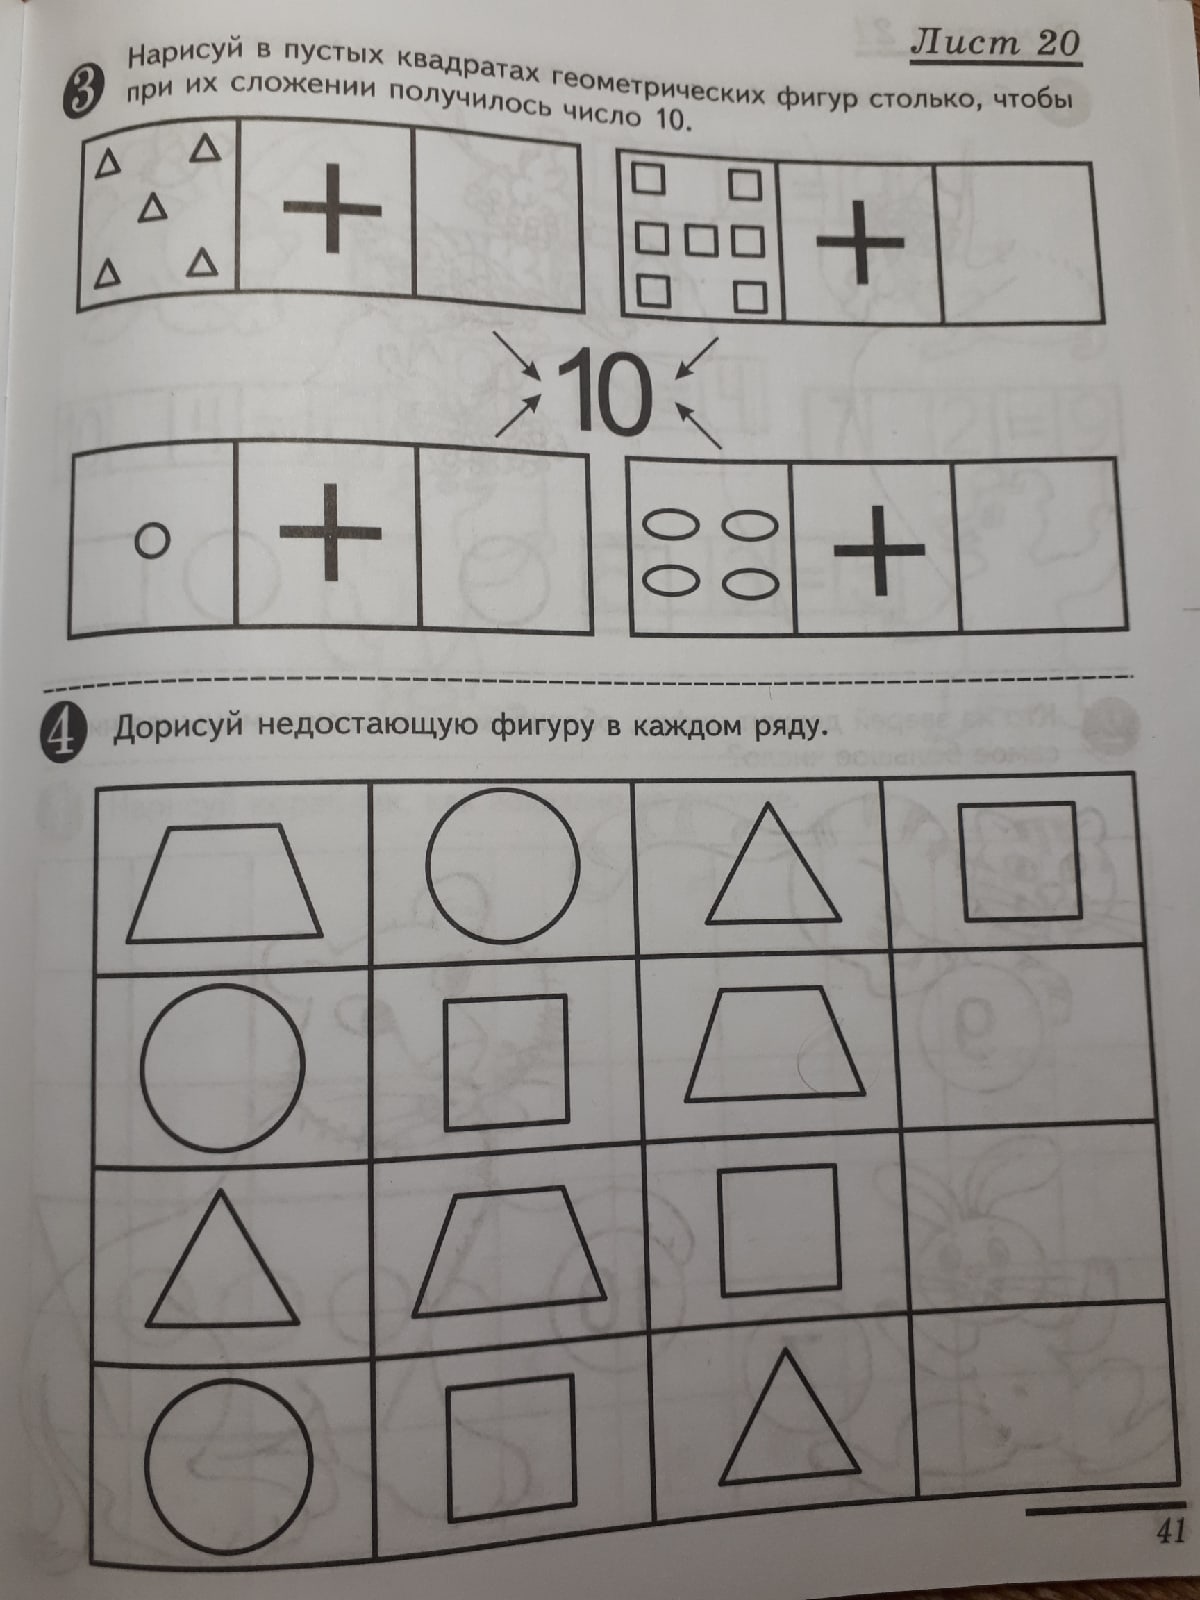 Лист 20
3 Нарисуй в пустых квадратах геометрических фигур столько, чтобы
при их сложении получилось число 10.
+
+
10
+
+
4 Дорисуй недостающую фигуру в каждом ряду.
41